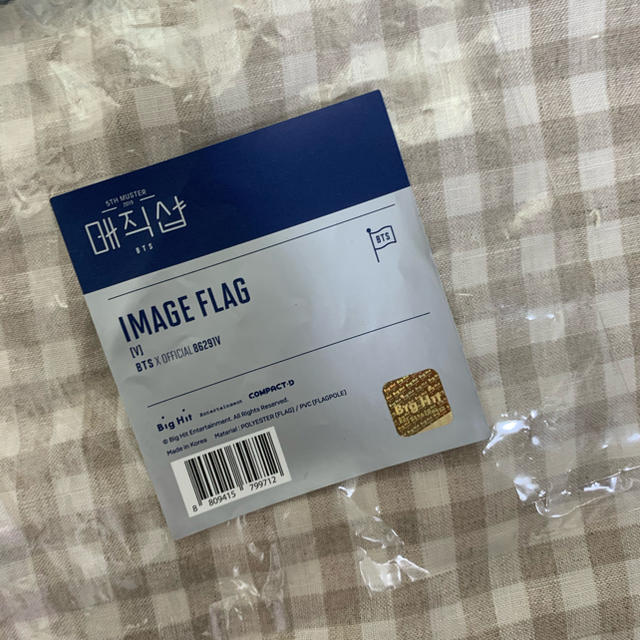 5TH MUSTER
2019
매직샵
BTS
BTS
IMAGE FLAG
[V]
BTS X OFFICIAL 86291V
Big Hit Entertainment COMPACT·D
© Big Hit Entertainment. All Rights Reserved.
Made in Korea Material : POLYESTER (FLAG) / PVC (FLAGPOLE)
Big Hit
8 809415 799712